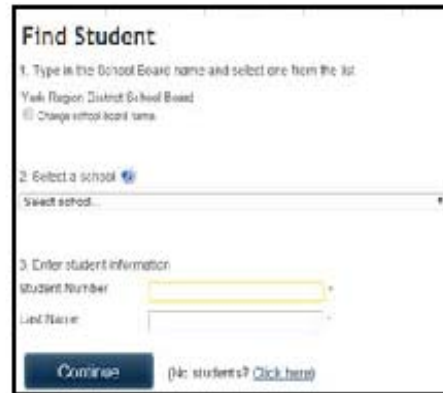 Find Student
1. Type in the School Board name and select one from the list
York Region District School Board
Change school board name
2. Select a school
Select school...
3. Enter student information
Student Number *
Last Name *
Continue (No students? Click here)